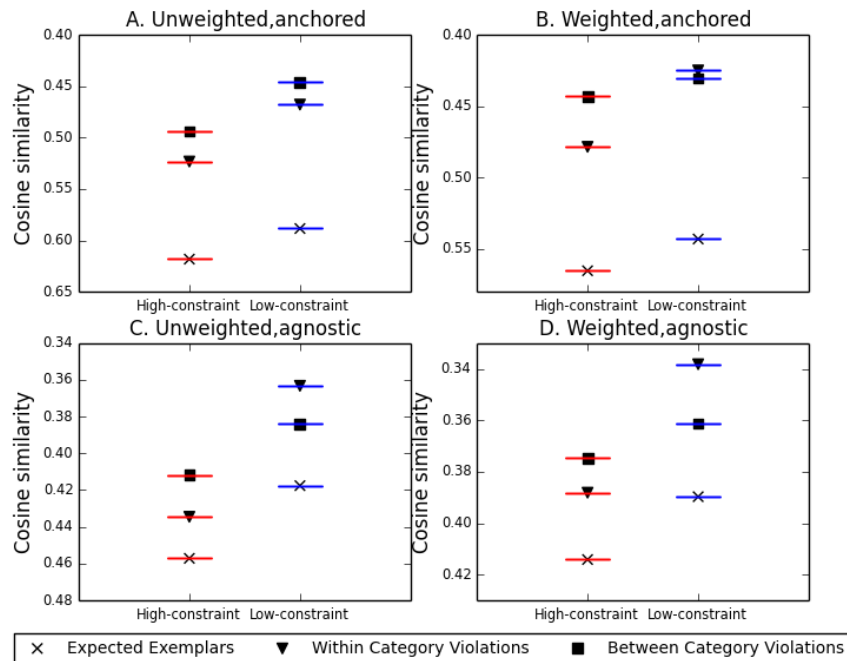 A. Unweighted,anchored
Cosine similarity
0.40
0.45
0.50
0.55
0.60
0.65
High-constraint Low-constraint
B. Weighted,anchored
Cosine similarity
0.40
0.45
0.50
0.55
High-constraint Low-constraint
C. Unweighted,agnostic
Cosine similarity
0.34
0.36
0.38
0.40
0.42
0.44
0.46
0.48
High-constraint Low-constraint
D. Weighted,agnostic
Cosine similarity
0.34
0.36
0.38
0.40
0.42
High-constraint Low-constraint
Expected Exemplars Within Category Violations Between Category Violations